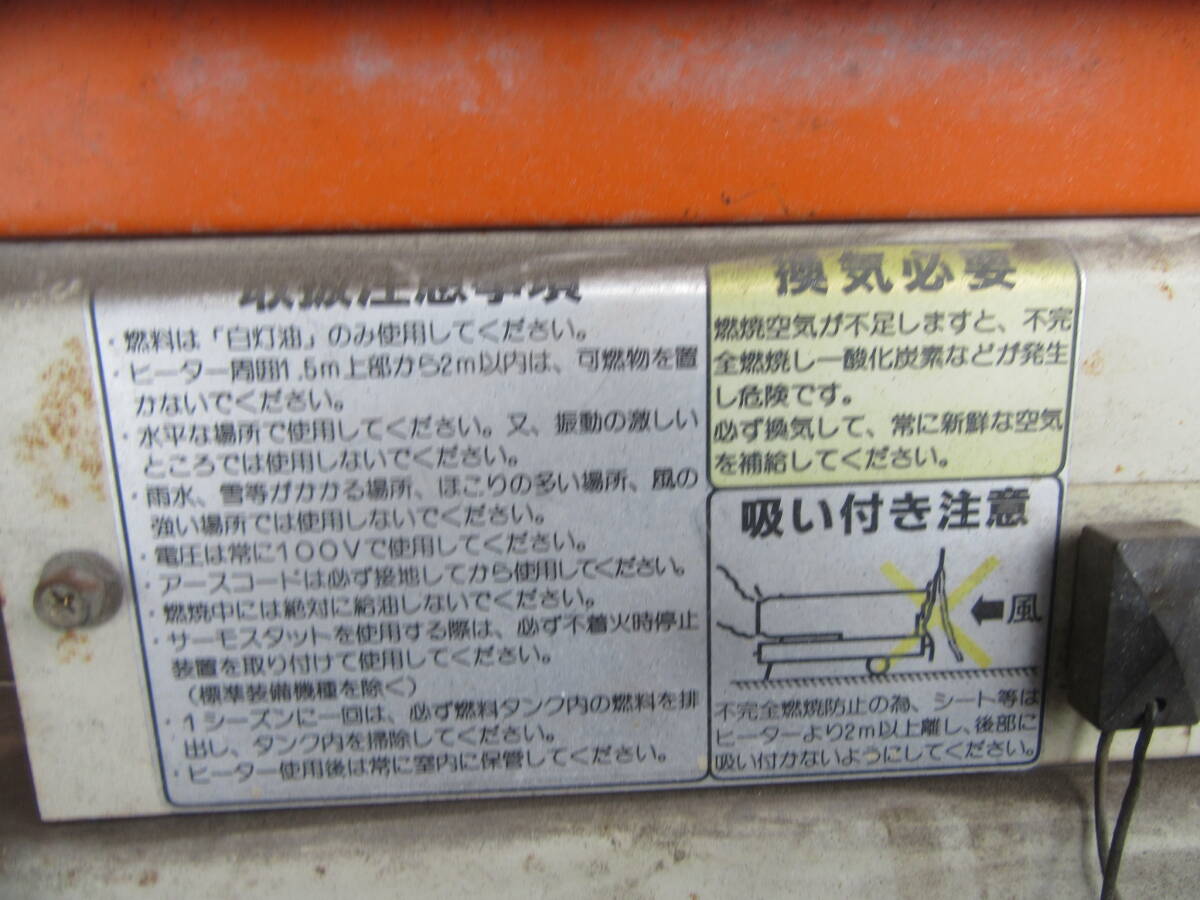 取扱注意事項
・燃料は「白灯油」のみ使用してください。
・ヒーター周囲1.5m上部から2m以内は、可燃物を置
かないでください。
・水平な場所で使用してください。又、振動の激しい
ところでは使用しないでください。
・雨水、雪等がかかる場所、ほこりの多い場所、風の
強い場所では使用しないでください。
・電圧は常に100Vで使用してください。
・アースコードは必ず接地してから使用してください。
・燃焼中には絶対に給油しないでください。
・サーモスタットを使用する際は、必ず不着火時停止
装置を取り付けて使用してください。
（標準装備機種を除く）
・1シーズンに一回は、必ず燃料タンク内の燃料を排
出し、タンク内を掃除してください。
・ヒーター使用後は常に室内に保管してください。
換気必要
燃焼空気が不足しますと、不完
全燃焼し一酸化炭素などが発生
し危険です。
必ず換気して、常に新鮮な空気
を補給してください。
吸い付き注意
風
不完全燃焼防止の為、シート等は
ヒーターより2m以上離し、後部に
吸い付かないようにしてください。